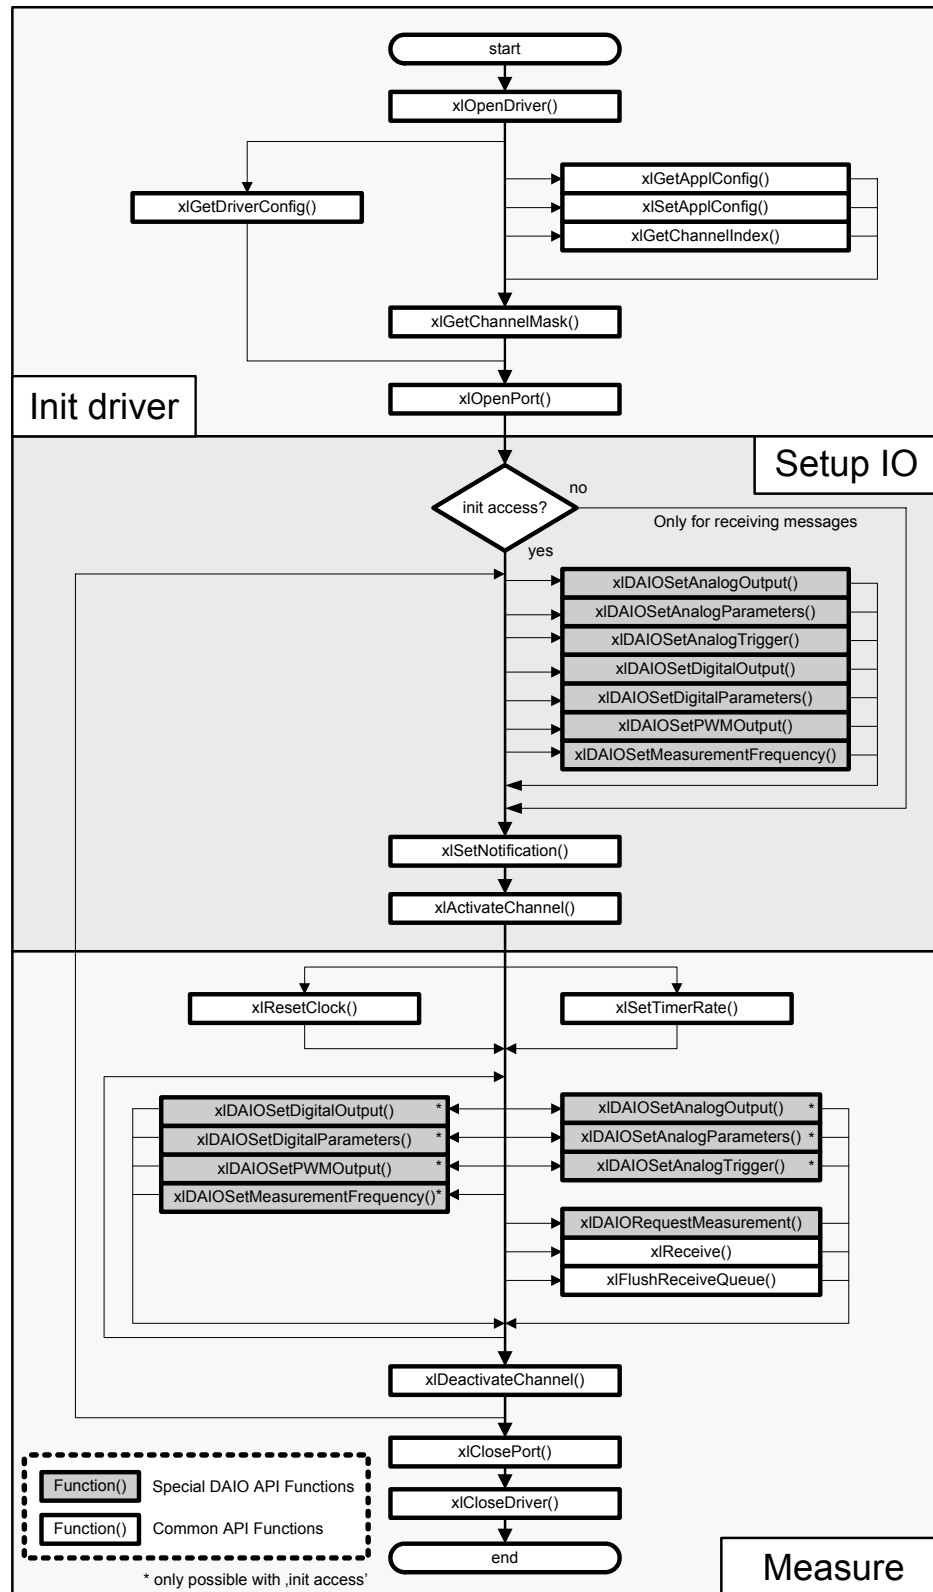 start
xlOpenDriver()
xlGetDriverConfig()
xlGetApplConfig()
xlSetApplConfig()
xlGetChannelIndex()
xlGetChannelMask()
xlOpenPort()
Init driver
Setup IO
init access?
no
Only for receiving messages
yes
xlDAIOSetAnalogOutput()
xlDAIOSetAnalogParameters()
xlDAIOSetAnalogTrigger()
xlDAIOSetDigitalOutput()
xlDAIOSetDigitalParameters()
xlDAIOSetPWMOutput()
xlDAIOSetMeasurementFrequency()
xlSetNotification()
xlActivateChannel()
xlResetClock()
xlSetTimerRate()
xlDAIOSetDigitalOutput() *
xlDAIOSetDigitalParameters() *
xlDAIOSetPWMOutput() *
xlDAIOSetMeasurementFrequency()*
xlDAIOSetAnalogOutput() *
xlDAIOSetAnalogParameters() *
xlDAIOSetAnalogTrigger() *
xlDAIORequestMeasurement()
xlReceive()
xlFlushReceiveQueue()
xlDeactivateChannel()
xlClosePort()
xlCloseDriver()
end
Function() Special DAIO API Functions
Function() Common API Functions
* only possible with ‚init access’
Measure